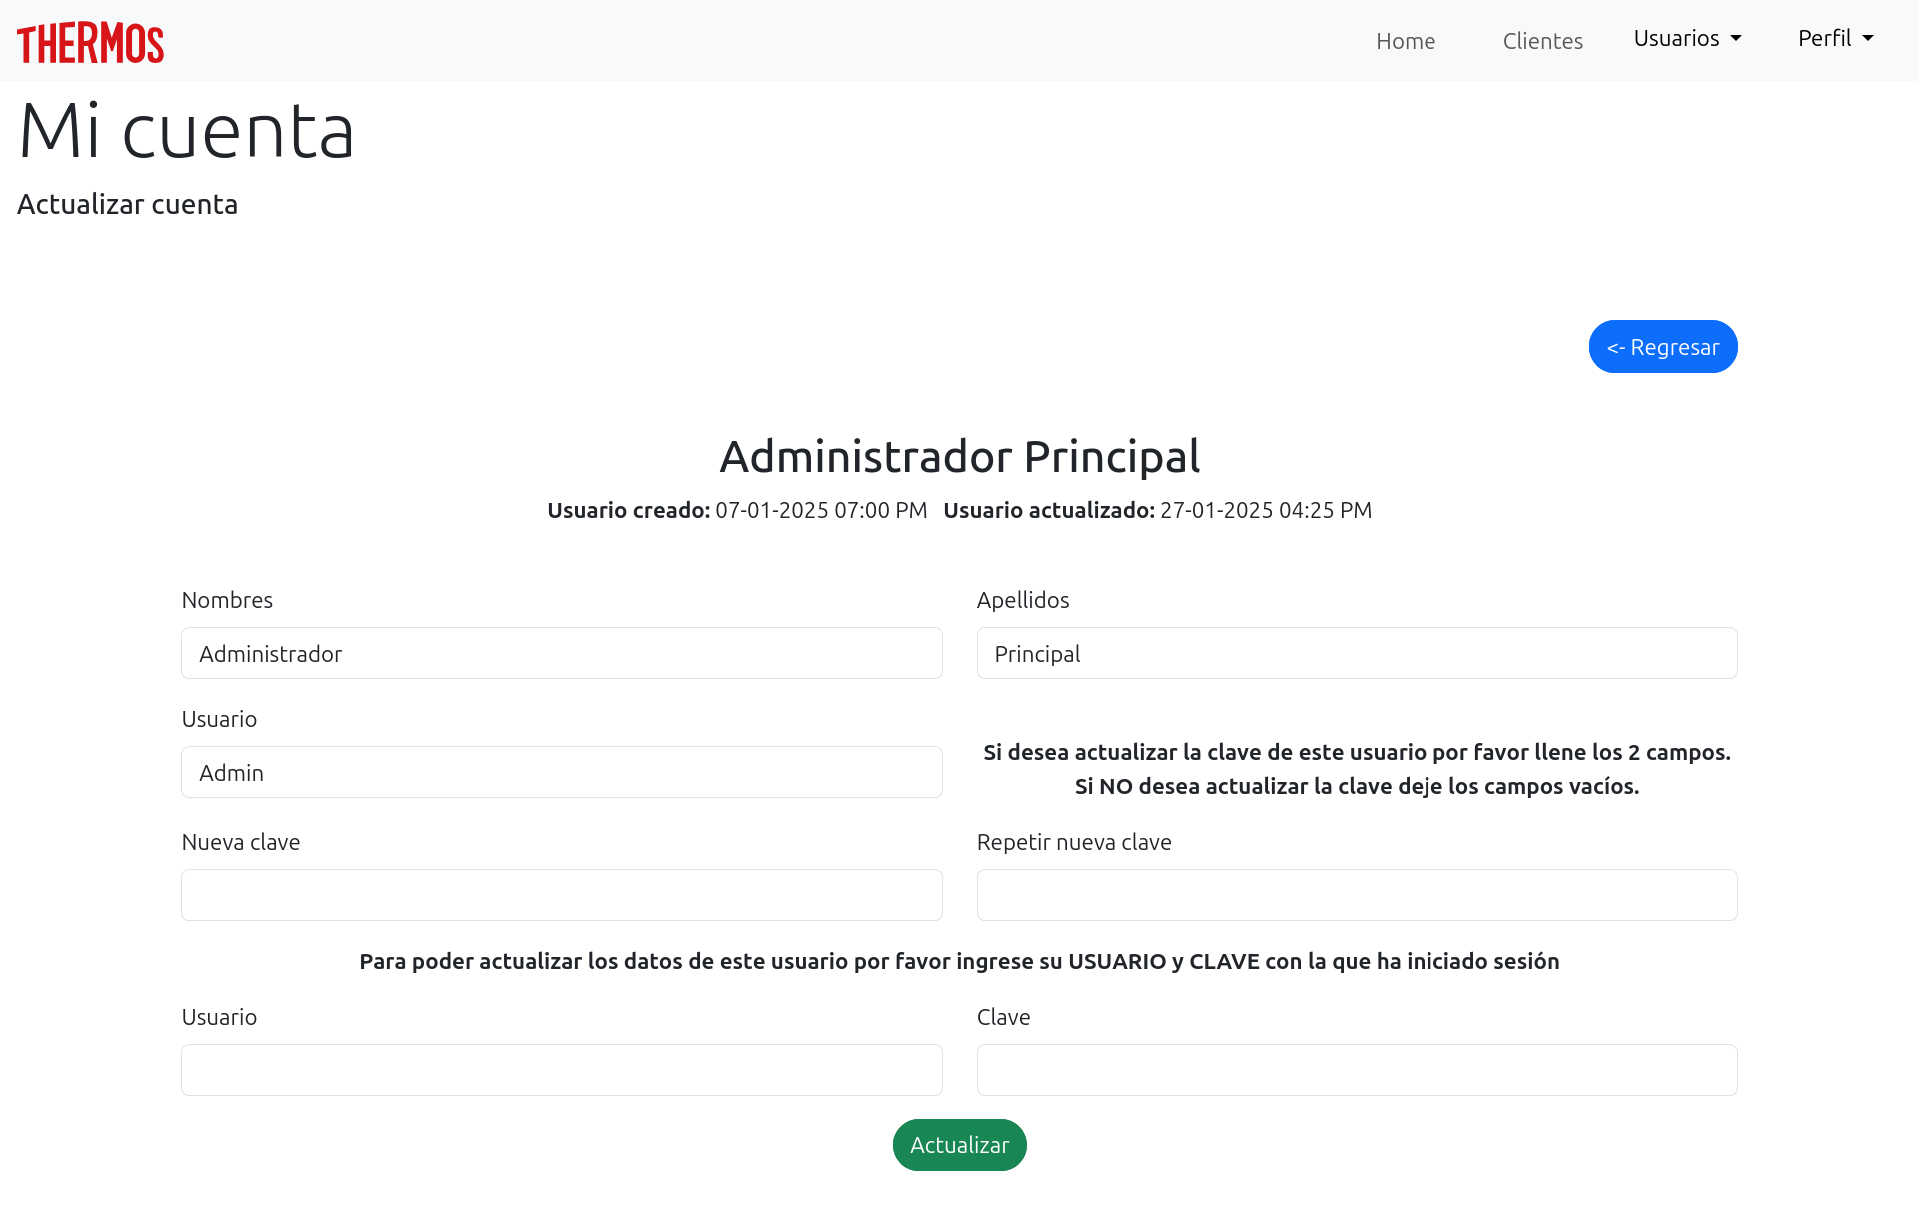 THERMOS
Home Clientes Usuarios Perfil
Mi cuenta
Actualizar cuenta
<- Regresar
Administrador Principal
Usuario creado: 07-01-2025 07:00 PM Usuario actualizado: 27-01-2025 04:25 PM
Nombres Apellidos
Administrador Principal
Usuario
Admin
Si desea actualizar la clave de este usuario por favor llene los 2 campos.
Si NO desea actualizar la clave deje los campos vacíos.
Nueva clave Repetir nueva clave
Para poder actualizar los datos de este usuario por favor ingrese su USUARIO y CLAVE con la que ha iniciado sesión
Usuario Clave
Actualizar